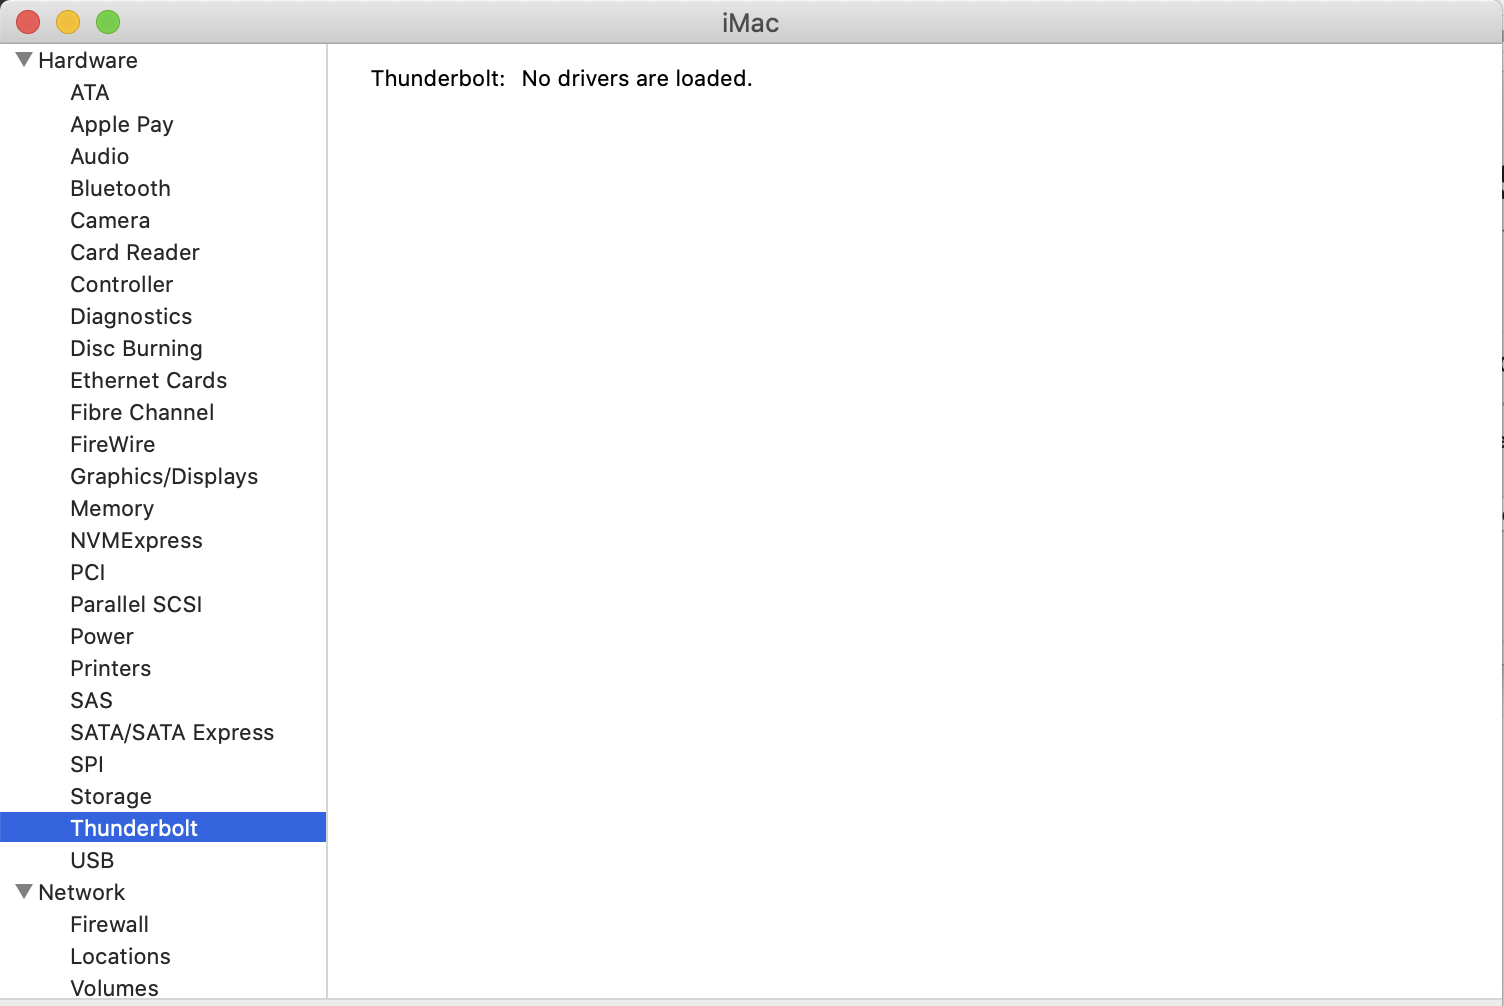 iMac
Hardware
ATA
Apple Pay
Audio
Bluetooth
Camera
Card Reader
Controller
Diagnostics
Disc Burning
Ethernet Cards
Fibre Channel
FireWire
Graphics/Displays
Memory
NVMExpress
PCI
Parallel SCSI
Power
Printers
SAS
SATA/SATA Express
SPI
Storage
Thunderbolt
USB
Network
Firewall
Locations
Volumes
Thunderbolt: No drivers are loaded.